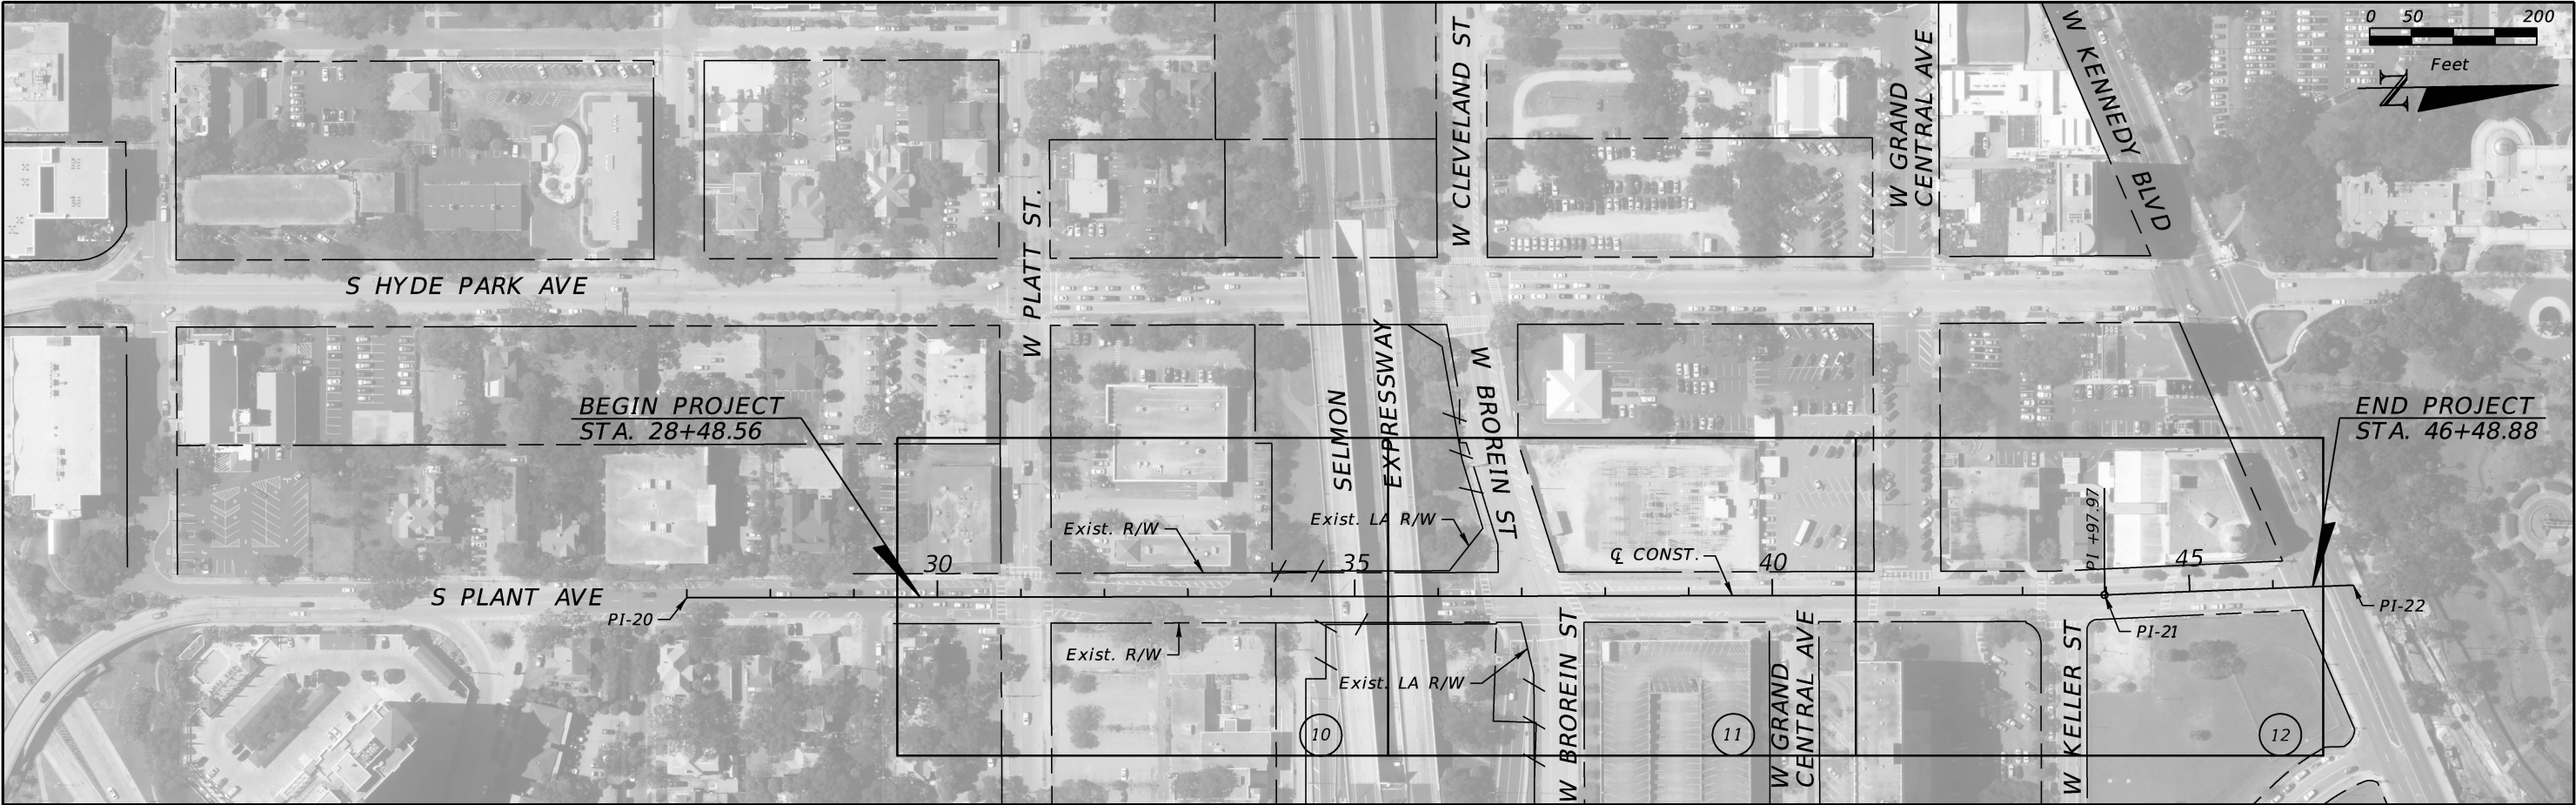 0 50 200
Feet
N
W KENNEDY BLVD
W GRAND
CENTRAL AVE
W CLEVELAND ST
W PLATT ST.
S HYDE PARK AVE
BEGIN PROJECT
STA. 28+48.56
SELMON
EXPRESSWAY
W BROREIN ST
END PROJECT
STA. 46+48.88
Exist. R/W
Exist. LA R/W
℄ CONST.
PI +97.97
30
35
40
45
S PLANT AVE
PI-20
PI-21
PI-22
Exist. R/W
Exist. LA R/W
W BROREIN ST
W GRAND
CENTRAL AVE
W KELLER ST
10
11
12